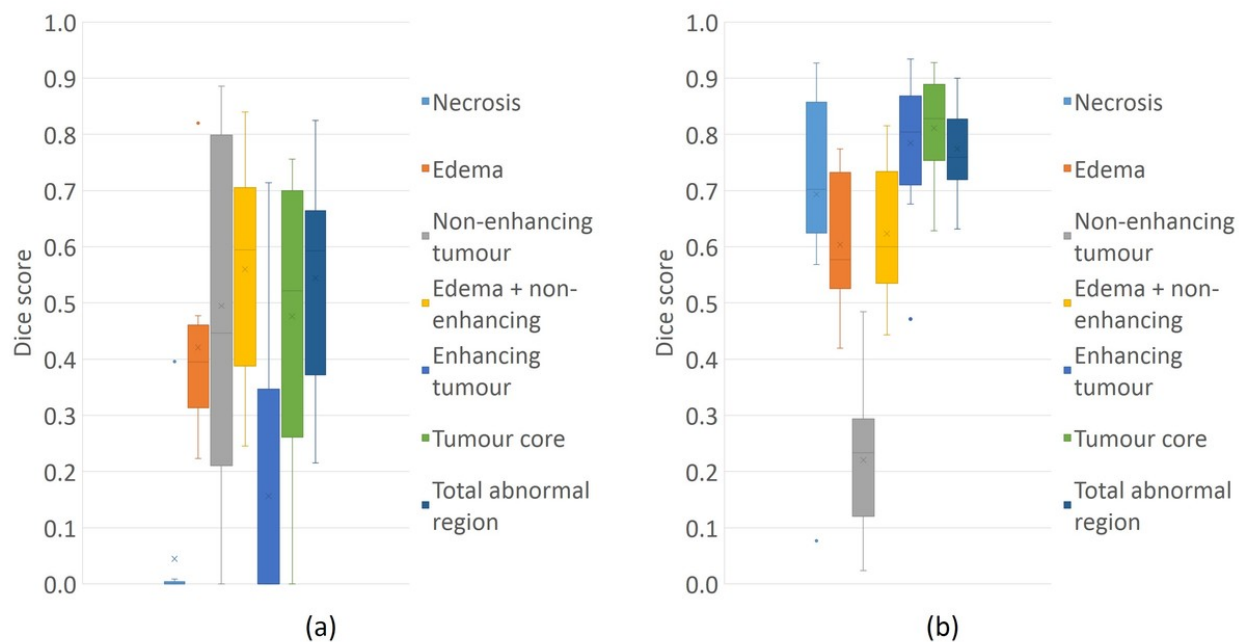 1.0
0.9
0.8
0.7
0.6
0.5
0.4
0.3
0.2
0.1
0.0
Dice score
Necrosis
Edema
Non-enhancing
tumour
Edema + non-
enhancing
Enhancing
tumour
Tumour core
Total abnormal
region
(a)
1.0
0.9
0.8
0.7
0.6
0.5
0.4
0.3
0.2
0.1
0.0
Dice score
Necrosis
Edema
Non-enhancing
tumour
Edema + non-
enhancing
Enhancing
tumour
Tumour core
Total abnormal
region
(b)